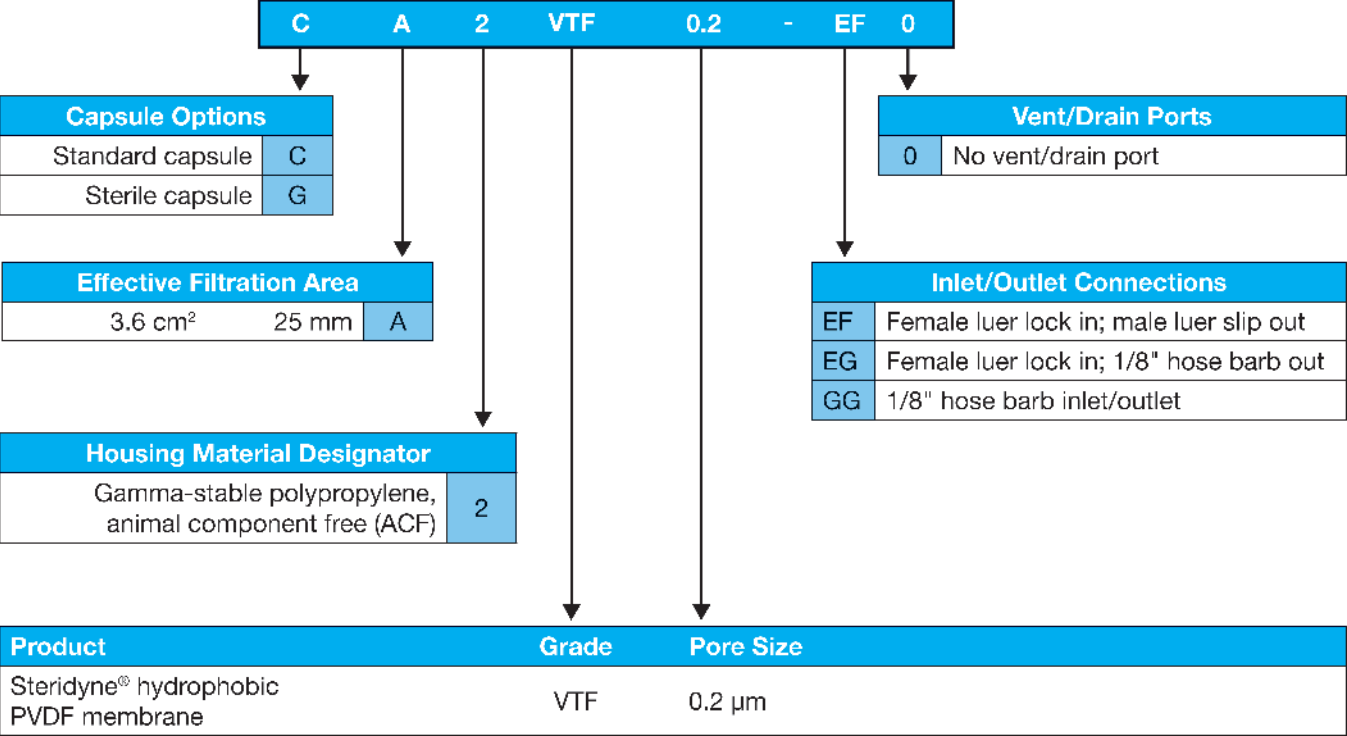 C A 2 VTF 0.2 - EF 0
Capsule Options
Standard capsule C
Sterile capsule G
Vent/Drain Ports
0 No vent/drain port
Effective Filtration Area
3.6 cm² 25 mm A
Inlet/Outlet Connections
EF Female luer lock in; male luer slip out
EG Female luer lock in; 1/8" hose barb out
GG 1/8" hose barb inlet/outlet
Housing Material Designator
Gamma-stable polypropylene,
animal component free (ACF) 2
Product Grade Pore Size
Steridyne® hydrophobic
PVDF membrane VTF 0.2 µm